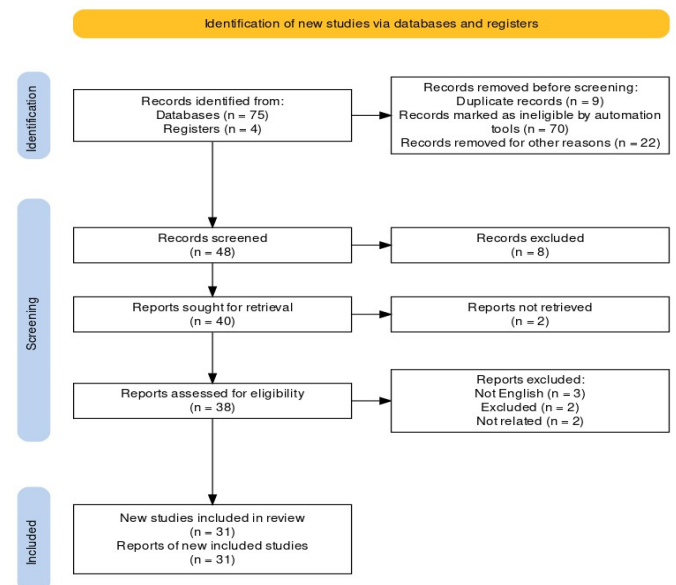 Identification of new studies via databases and registers
Identification
Records identified from:
Databases (n = 75)
Registers (n = 4)
Records removed before screening:
Duplicate records (n = 9)
Records marked as ineligible by automation
tools (n = 70)
Records removed for other reasons (n = 22)
Screening
Records screened
(n = 48)
Records excluded
(n = 8)
Reports sought for retrieval
(n = 40)
Reports not retrieved
(n = 2)
Reports assessed for eligibility
(n = 38)
Reports excluded:
Not English (n = 3)
Excluded (n = 2)
Not related (n = 2)
Included
New studies included in review
(n = 31)
Reports of new included studies
(n = 31)